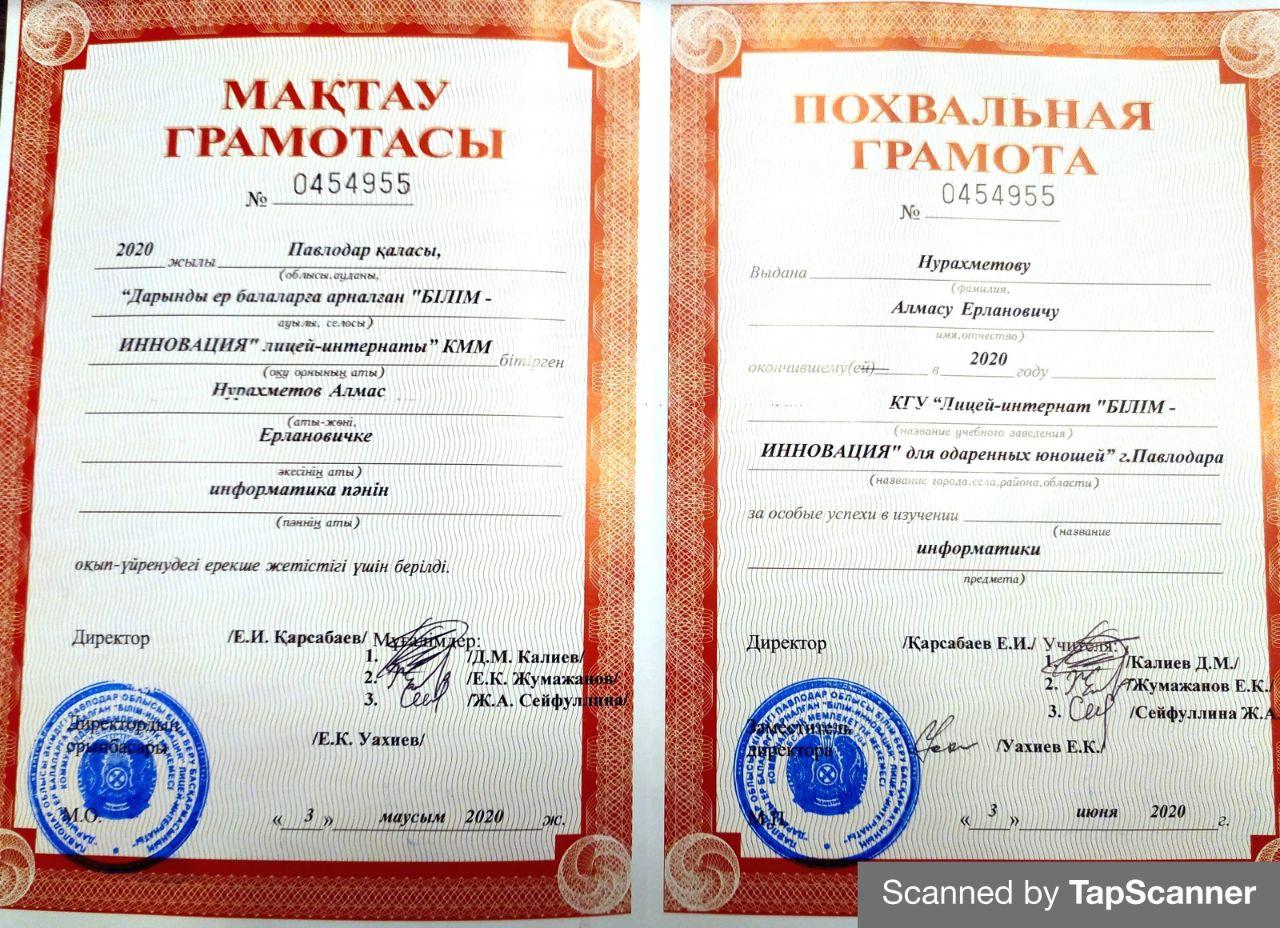 МАҚТАУ
ГРАМОТАСЫ
№ 0454955
2020 жылы Павлодар қаласы,
(облысы,ауданы,
“Дарынды ер балаларға арналған "БІЛІМ -
ауылы, селосы)
ИННОВАЦИЯ" лицей-интернаты” КММ бітірген
(оқу орнының аты)
Нурахметов Алмас
(аты-жөні,
Ерлановичке
әкесінің аты)
информатика пәнін
(пәннің аты)
оқып-үйренудегі ерекше жетістігі үшін берілді.
Директор /Е.И. Қарсабаев/ Мұғалімдер:
1. /Д.М. Калиев/
2. /Е.К. Жумажанов/
3. /Ж.А. Сейфуллина/
Директордың
орынбасары /Е.К. Уахиев/
М.О. « 3 » маусым 2020 ж.
ПОХВАЛЬНАЯ
ГРАМОТА
№ 0454955
Выдана Нурахметову
(фамилия,
Алмасу Ерлановичу
имя,отчество)
окончившему(ей) в 2020 году
КГУ “Лицей-интернат "БІЛІМ -
(название учебного заведения)
ИННОВАЦИЯ" для одаренных юношей” г.Павлодара
(название города,села,района,области)
за особые успехи в изучении
(название
информатики
предмета)
Директор /Қарсабаев Е.И./ Учителя:
1. /Калиев Д.М./
2. /Жумажанов Е.К./
3. /Сейфуллина Ж.А
Заместитель
директора /Уахиев Е.К./
М.П. « 3 » июня 2020 г.
Scanned by TapScanner